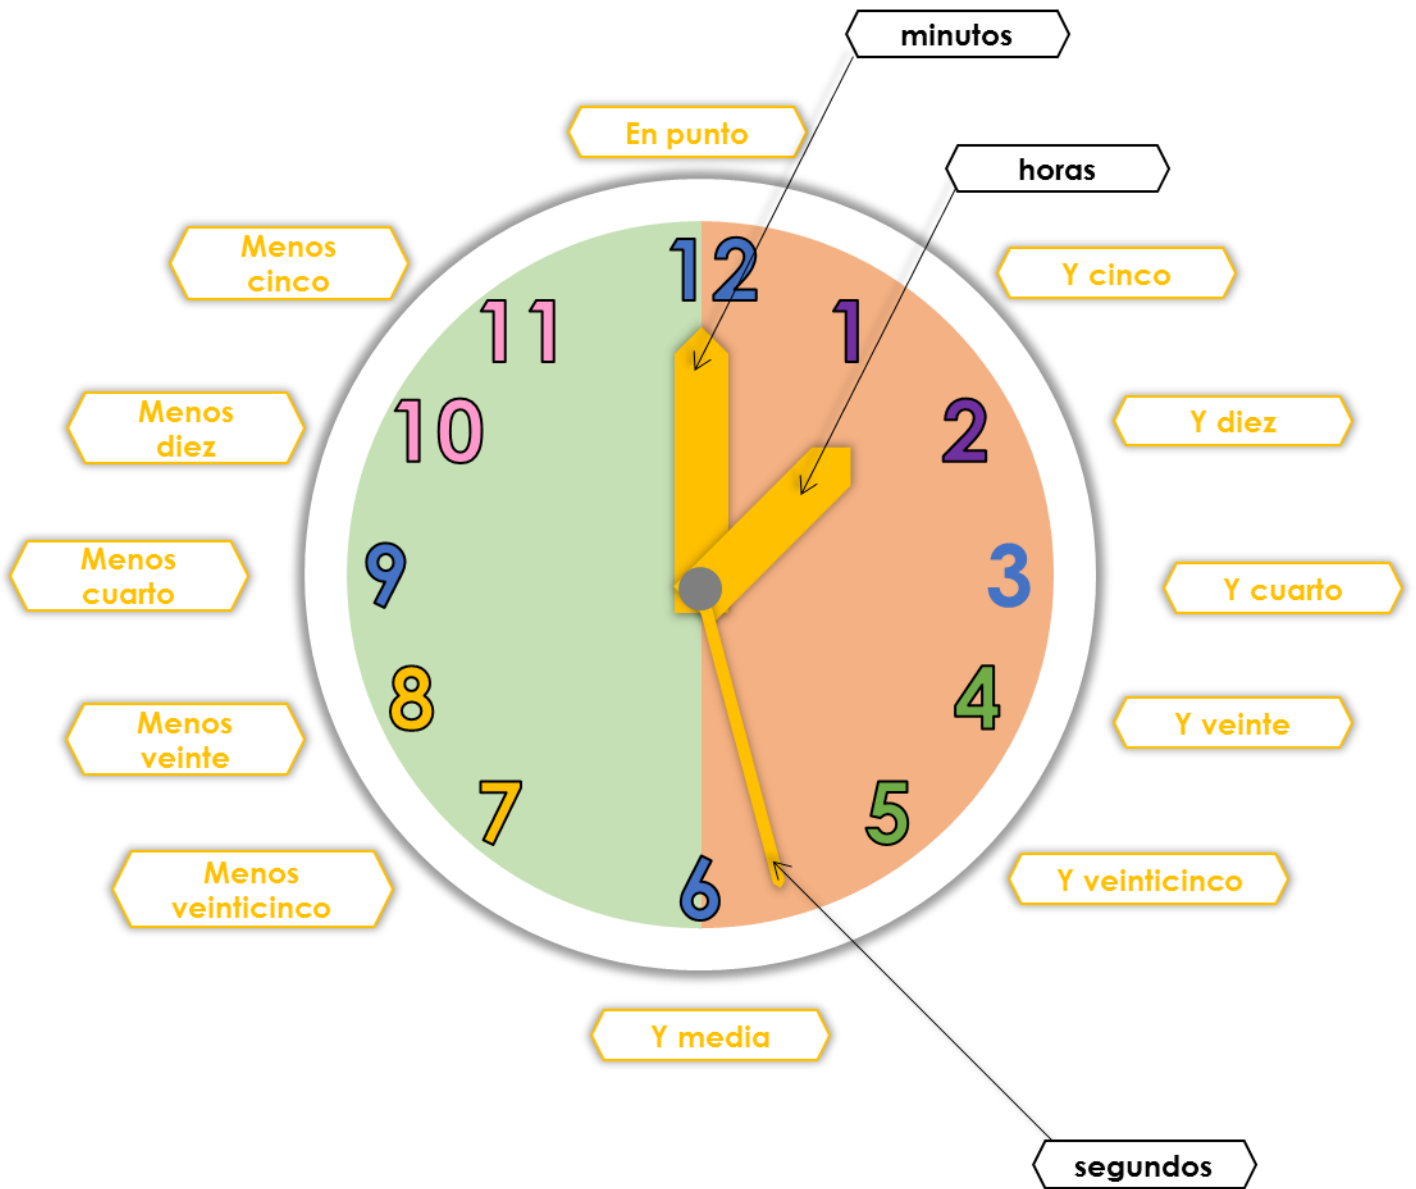 minutos
En punto
horas
Menos
cinco
Y cinco
12
11
1
Menos
diez
10
2
Y diez
Menos
cuarto
9
3
Y cuarto
8
4
Menos
veinte
Y veinte
7
5
Menos
veinticinco
6
Y veinticinco
Y media
segundos